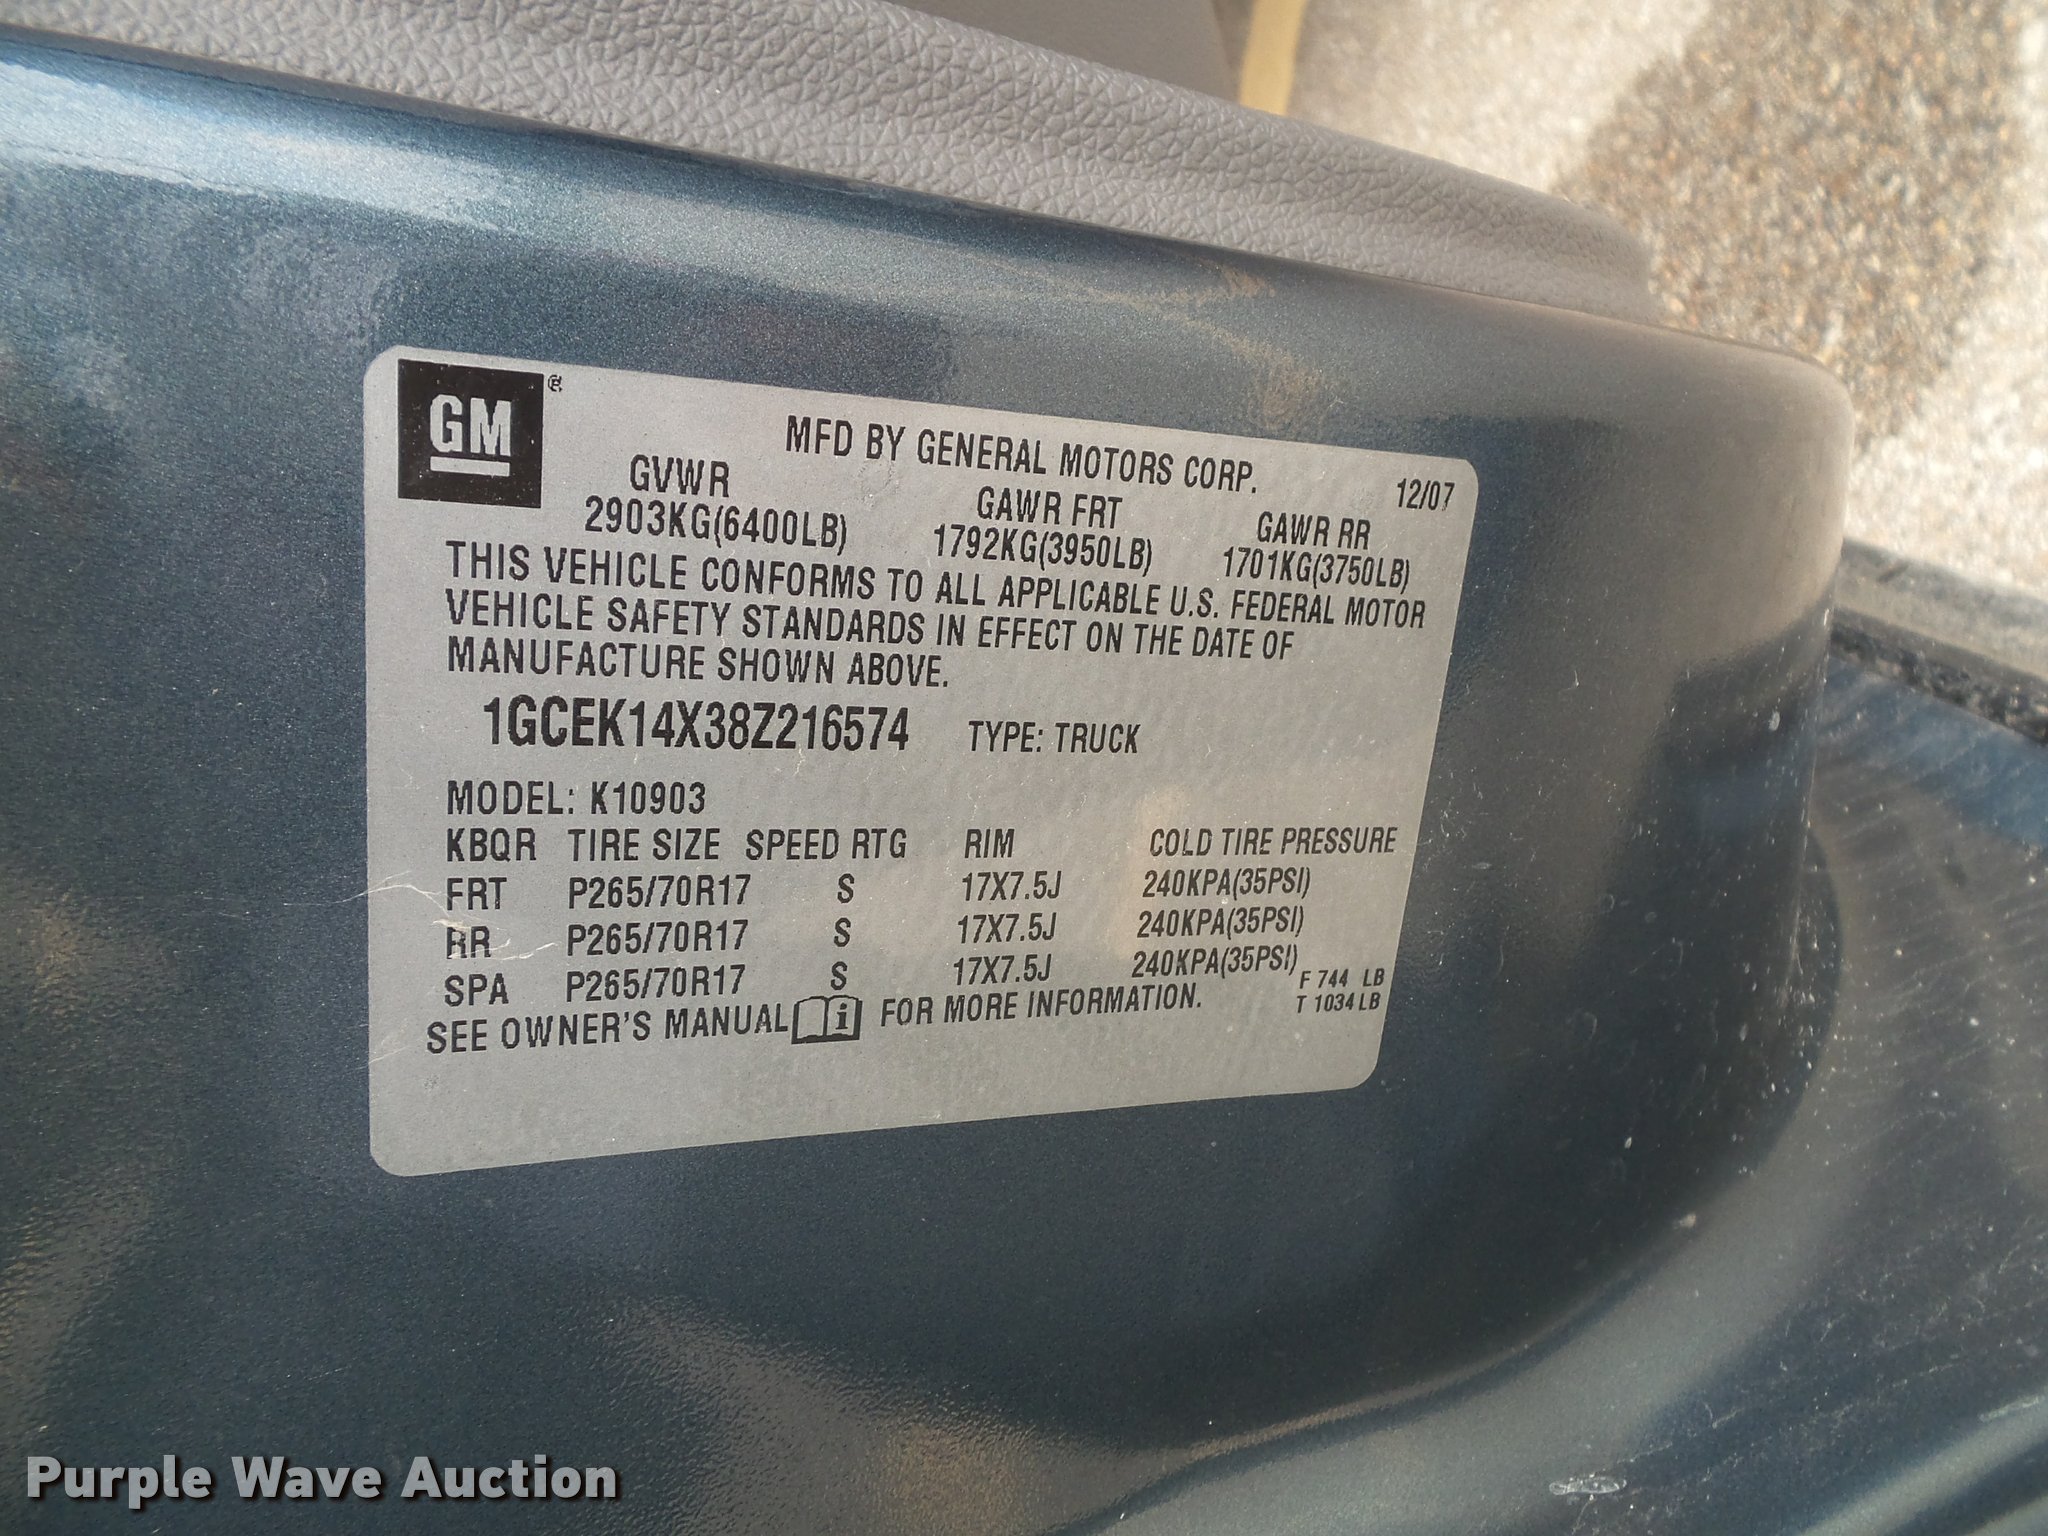 GM ®
MFD BY GENERAL MOTORS CORP. 12/07
GVWR GAWR FRT GAWR RR
2903KG(6400LB) 1792KG(3950LB) 1701KG(3750LB)
THIS VEHICLE CONFORMS TO ALL APPLICABLE U.S. FEDERAL MOTOR
VEHICLE SAFETY STANDARDS IN EFFECT ON THE DATE OF
MANUFACTURE SHOWN ABOVE.
1GCEK14X38Z216574 TYPE: TRUCK
MODEL: K10903
KBQR TIRE SIZE SPEED RTG RIM COLD TIRE PRESSURE
FRT P265/70R17 S 17X7.5J 240KPA(35PSI)
RR P265/70R17 S 17X7.5J 240KPA(35PSI)
SPA P265/70R17 S 17X7.5J 240KPA(35PSI)
F 744 LB
T 1034 LB
SEE OWNER'S MANUAL i FOR MORE INFORMATION.
Purple Wave Auction